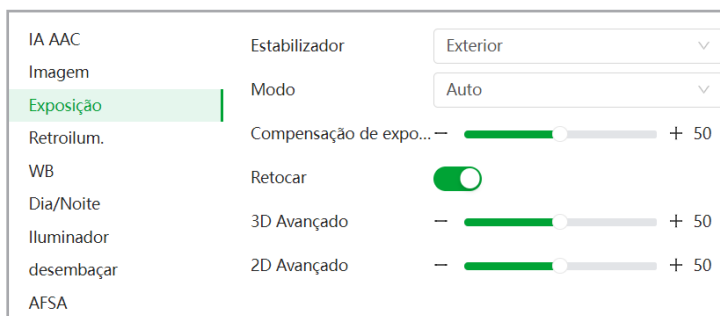 IA AAC
Imagem
Exposição
Retroilum.
WB
Dia/Noite
Iluminador
desembaçar
AFSA
Estabilizador Exterior
Modo Auto
Compensação de expo... 50
Retocar
3D Avançado 50
2D Avançado 50